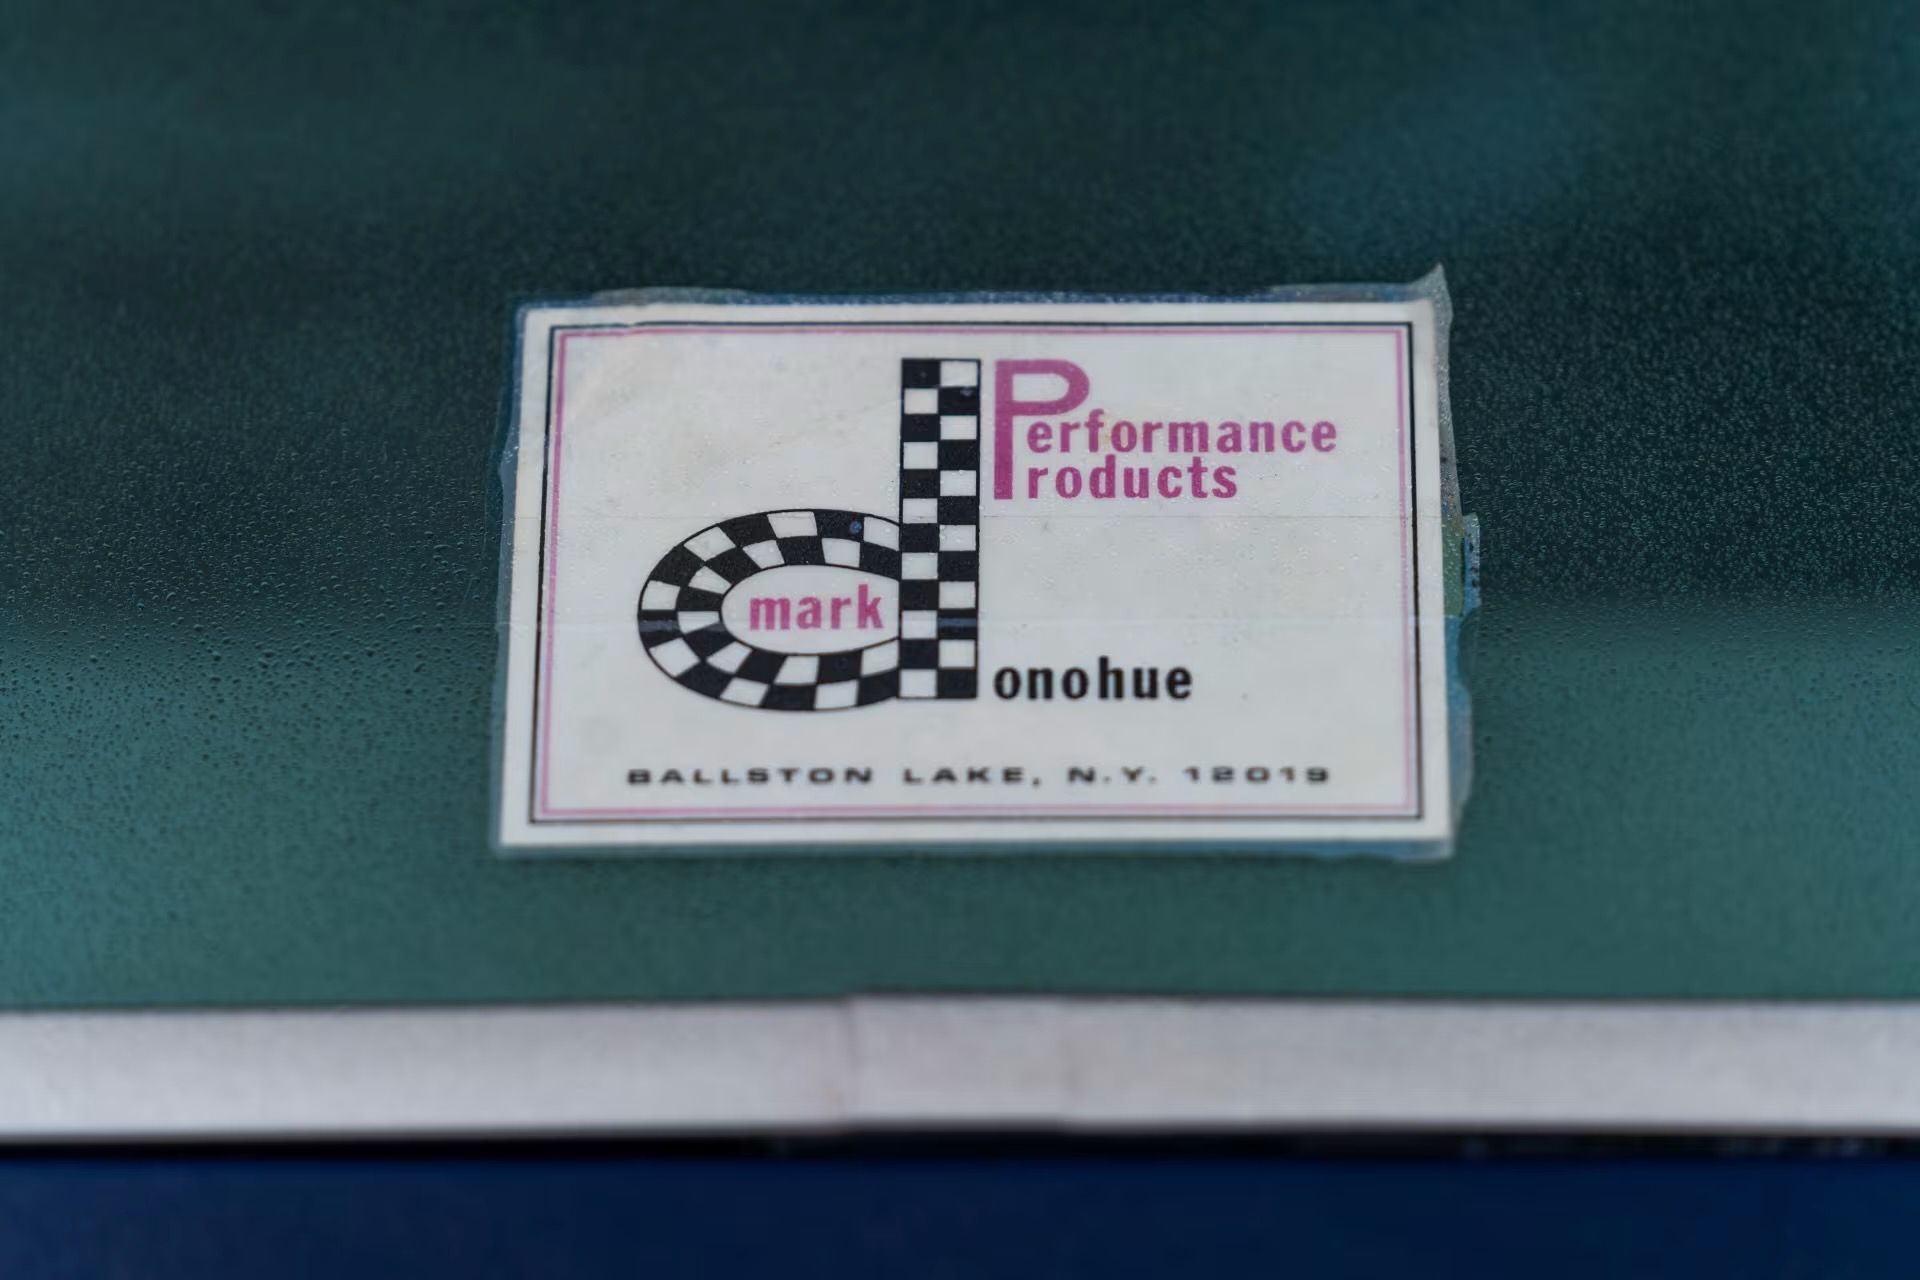 Performance
Products
mark
donohue
BALLSTON LAKE, N.Y. 12019